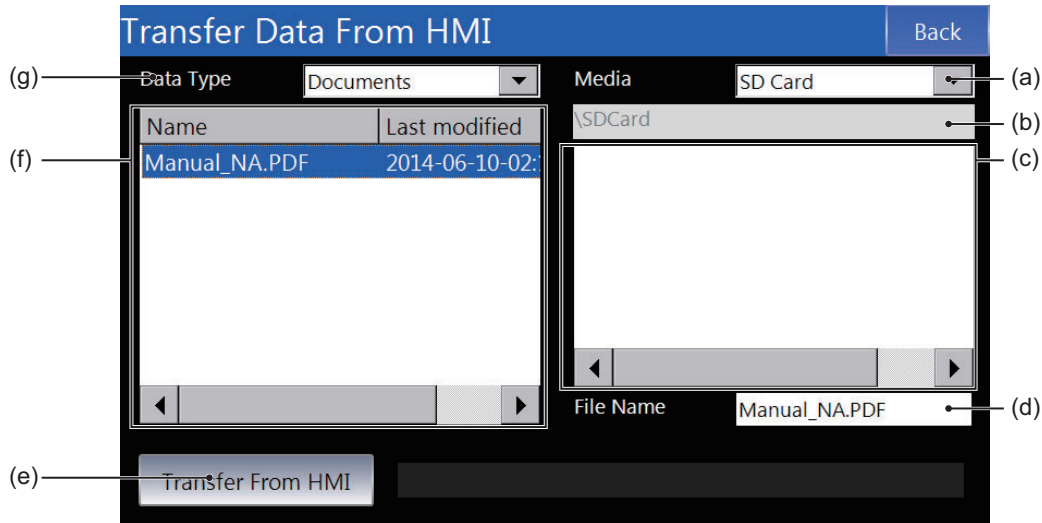 Transfer Data From HMI Back
(g) Data Type Documents Media SD Card (a)
\SDCard (b)
Name Last modified
(f) Manual_NA.PDF 2014-06-10-02: (c)
File Name Manual_NA.PDF (d)
(e) Transfer From HMI